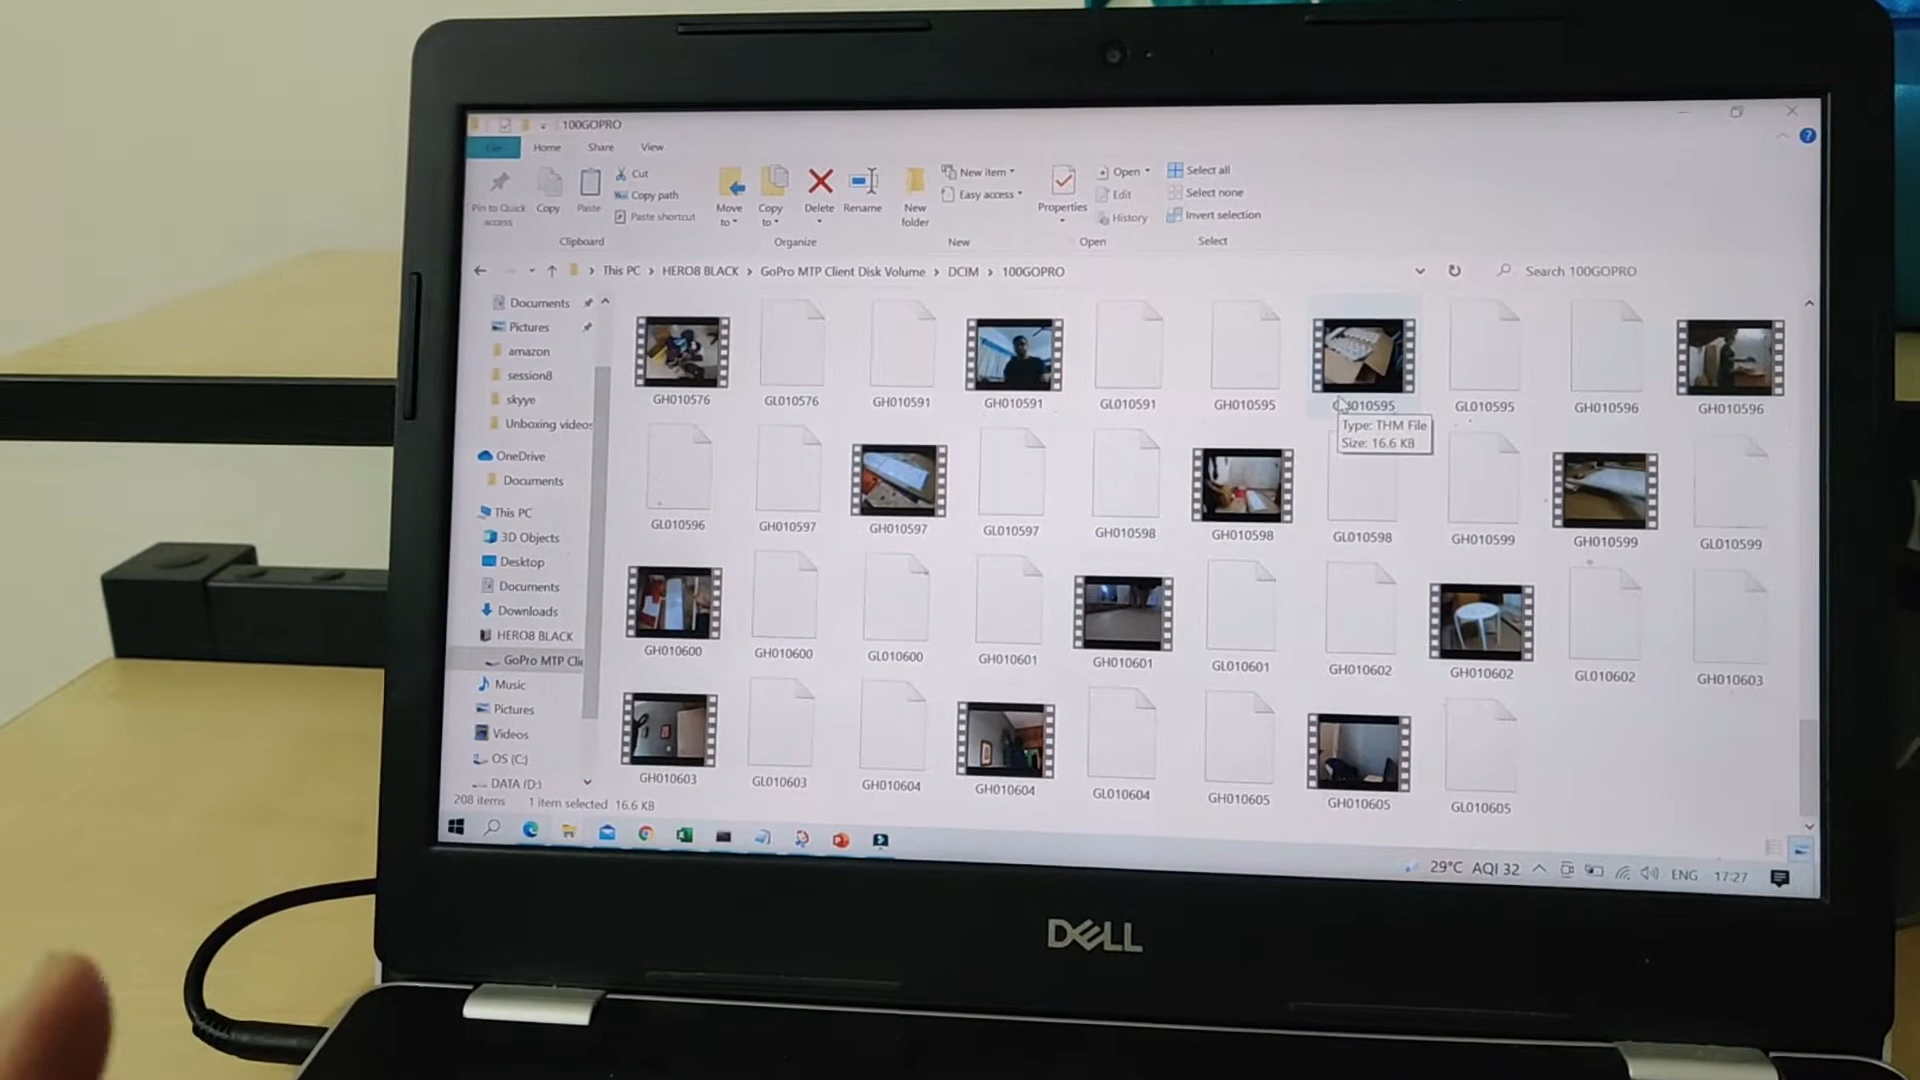 100GOPRO
File Home Share View
Pin to Quick access
Copy
Paste
Cut
Copy path
Paste shortcut
Clipboard
Move to
Copy to
Delete
Rename
Organize
New folder
New item
Easy access
New
Properties
Open
Edit
History
Open
Select all
Select none
Invert selection
Select
This PC > HERO8 BLACK > GoPro MTP Client Disk Volume > DCIM > 100GOPRO
Search 100GOPRO
Documents
Pictures
amazon
session8
skyye
Unboxing videos
OneDrive
Documents
This PC
3D Objects
Desktop
Documents
Downloads
HERO8 BLACK
GoPro MTP Clie
Music
Pictures
Videos
OS (C:)
DATA (D:)
GH010576 GL010576 GH010591 GH010591 GL010591 GH010595 GH010595 GL010595 GH010596 GH010596
Type: THM File
Size: 16.6 KB
GL010596 GH010597 GH010597 GL010597 GH010598 GH010598 GL010598 GH010599 GH010599 GL010599
GH010600 GH010600 GL010600 GH010601 GH010601 GL010601 GH010602 GH010602 GL010602 GH010603
GH010603 GL010603 GH010604 GH010604 GL010604 GH010605 GH010605 GL010605
208 items 1 item selected 16.6 KB
29°C AQI 32 ENG 17:27
DELL